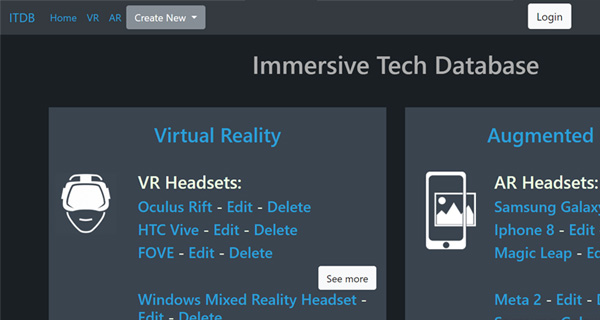 ITDB Home VR AR Create New Login
Immersive Tech Database
Virtual Reality
VR Headsets:
Oculus Rift - Edit - Delete
HTC Vive - Edit - Delete
FOVE - Edit - Delete
See more
Windows Mixed Reality Headset -
Edit - Delete
Augmented
AR Headsets:
Samsung Galaxy
Iphone 8 - Edit
Magic Leap -
Meta 2 - Edit -